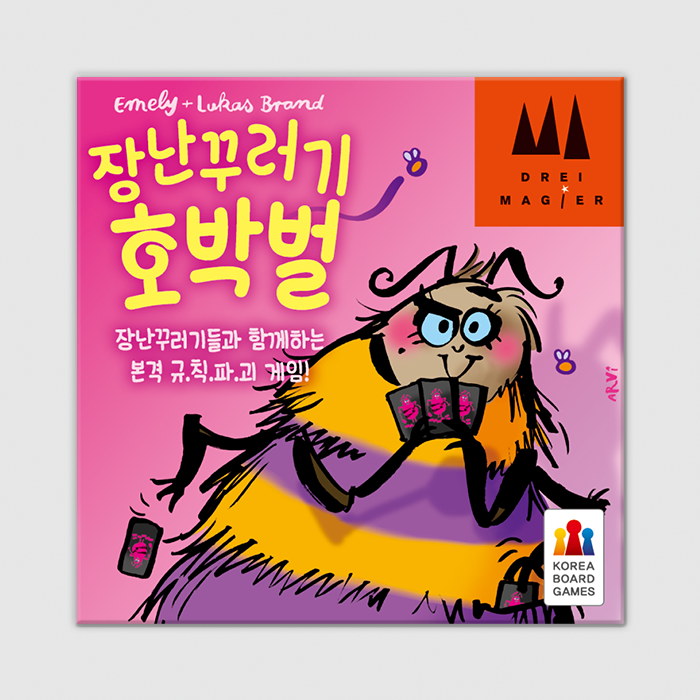 Emely + Lukas Brand
장난꾸러기
호박벌
장난꾸러기들과 함께하는
본격 규.칙.파.괴 게임!
DREI
MAGIER
ARVi
KOREA
BOARD
GAMES